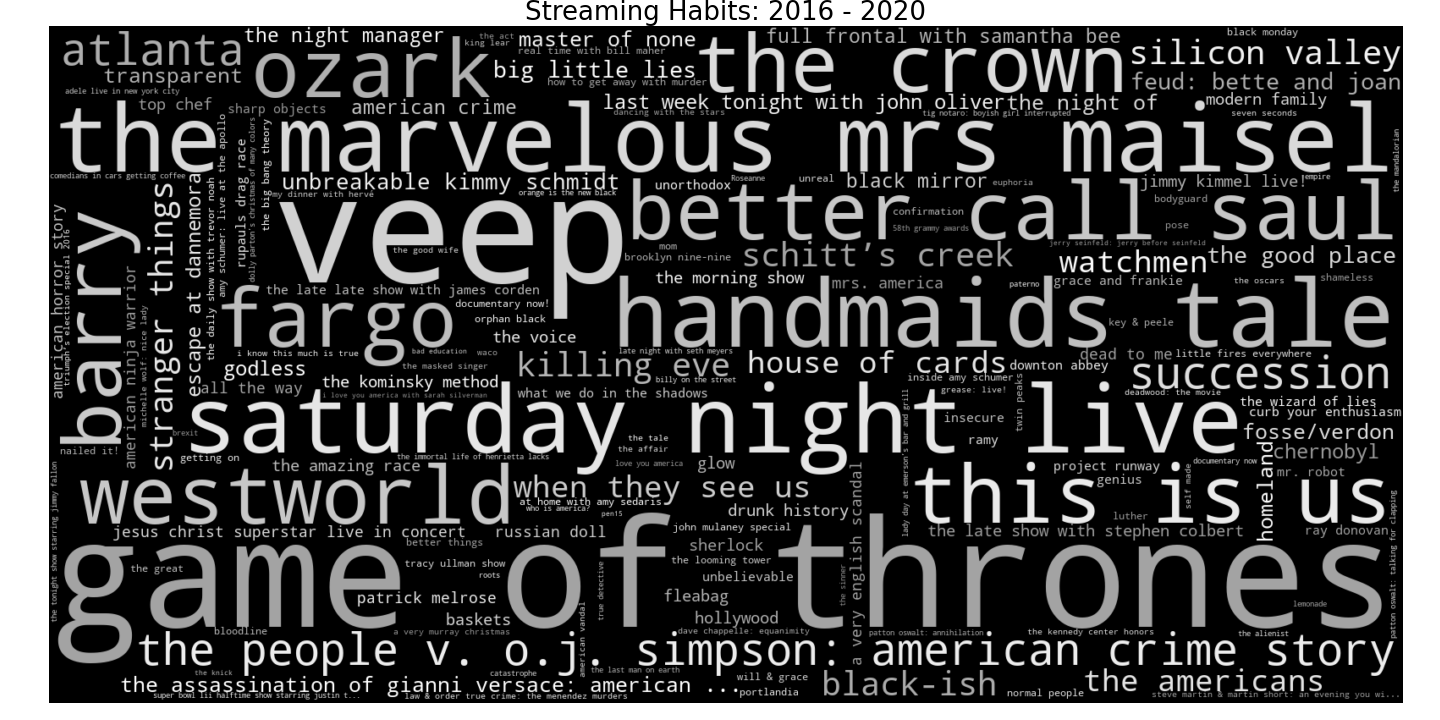 Streaming Habits: 2016 - 2020
atlanta
the night manager
the act
king lear
master of none
real time with bill maher
full frontal with samantha bee
black monday
ozark
the crown
silicon valley
transparent
big little lies
how to get away with murder
feud: bette and joan
adele live in new york city
top chef
sharp objects
american crime
last week tonight with john oliver
the night of
modern family
dancing with the stars
tig notaro: boyish girl interrupted
seven seconds
the marvelous mrs maisel
the mandalorian
comedians in cars getting coffee
amy schumer: live at the apollo
rupauls drag race
dolly parton's christmas of many colors
the big bang theory
unbreakable kimmy schmidt
my dinner with hervé
orange is the new black
unorthodox
Roseanne
unreal
black mirror
euphoria
jimmy kimmel live!
empire
bodyguard
veep
better call saul
confirmation
58th grammy awards
pose
american horror story
triumph's election special 2016
barry
stranger things
escape at dannemora
the daily show with trevor noah
the good wife
mom
brooklyn nine-nine
schitt’s creek
jerry seinfeld: jerry before seinfeld
watchmen
the good place
the morning show
mrs. america
paterno
grace and frankie
the oscars
shameless
american ninja warrior
michelle wolf: nice lady
the late late show with james corden
documentary now!
fargo
orphan black
the voice
handmaids tale
key & peele
i know this much is true
bad education
waco
late night with seth meyers
dead to me
little fires everywhere
godless
the masked singer
killing eve
house of cards
downton abbey
all the way
the kominsky method
billy on the street
inside amy schumer
succession
i love you america with sarah silverman
what we do in the shadows
grease: live!
twin peaks
deadwood: the movie
the wizard of lies
saturday night live
curb your enthusiasm
lady day at emerson's bar and grill
insecure
fosse/verdon
brexit
nailed it!
the tale
ramy
the affair
getting on
the immortal life of henrietta lacks
the amazing race
love you america
glow
project runway
documentary now
chernobyl
homeland
mr. robot
genius
self made
westworld
when they see us
this is us
at home with amy sedaris
who is america?
pen15
drunk history
a very english scandal
luther
the tonight show starring jimmy fallon
jesus christ superstar live in concert
russian doll
john mulaney special
the late show with stephen colbert
ray donovan
patton oswalt: talking for clapping
better things
sherlock
game of thrones
the great
tracy ullman show
roots
the looming tower
unbelievable
true detective
the sinner
fleabag
patrick melrose
lemonade
baskets
american vandal
hollywood
bloodline
a very murray christmas
dave chappelle: equanimity
patton oswalt: annihilation
the kennedy center honors
the alienist
the people v. o.j. simpson: american crime story
the knick
catastrophe
the last man on earth
will & grace
the assassination of gianni versace: american ...
black-ish
the americans
portlandia
normal people
super bowl iii halftime show starring justin t...
law & order true crime: the menendez murders
steve martin & martin short: an evening you wi...